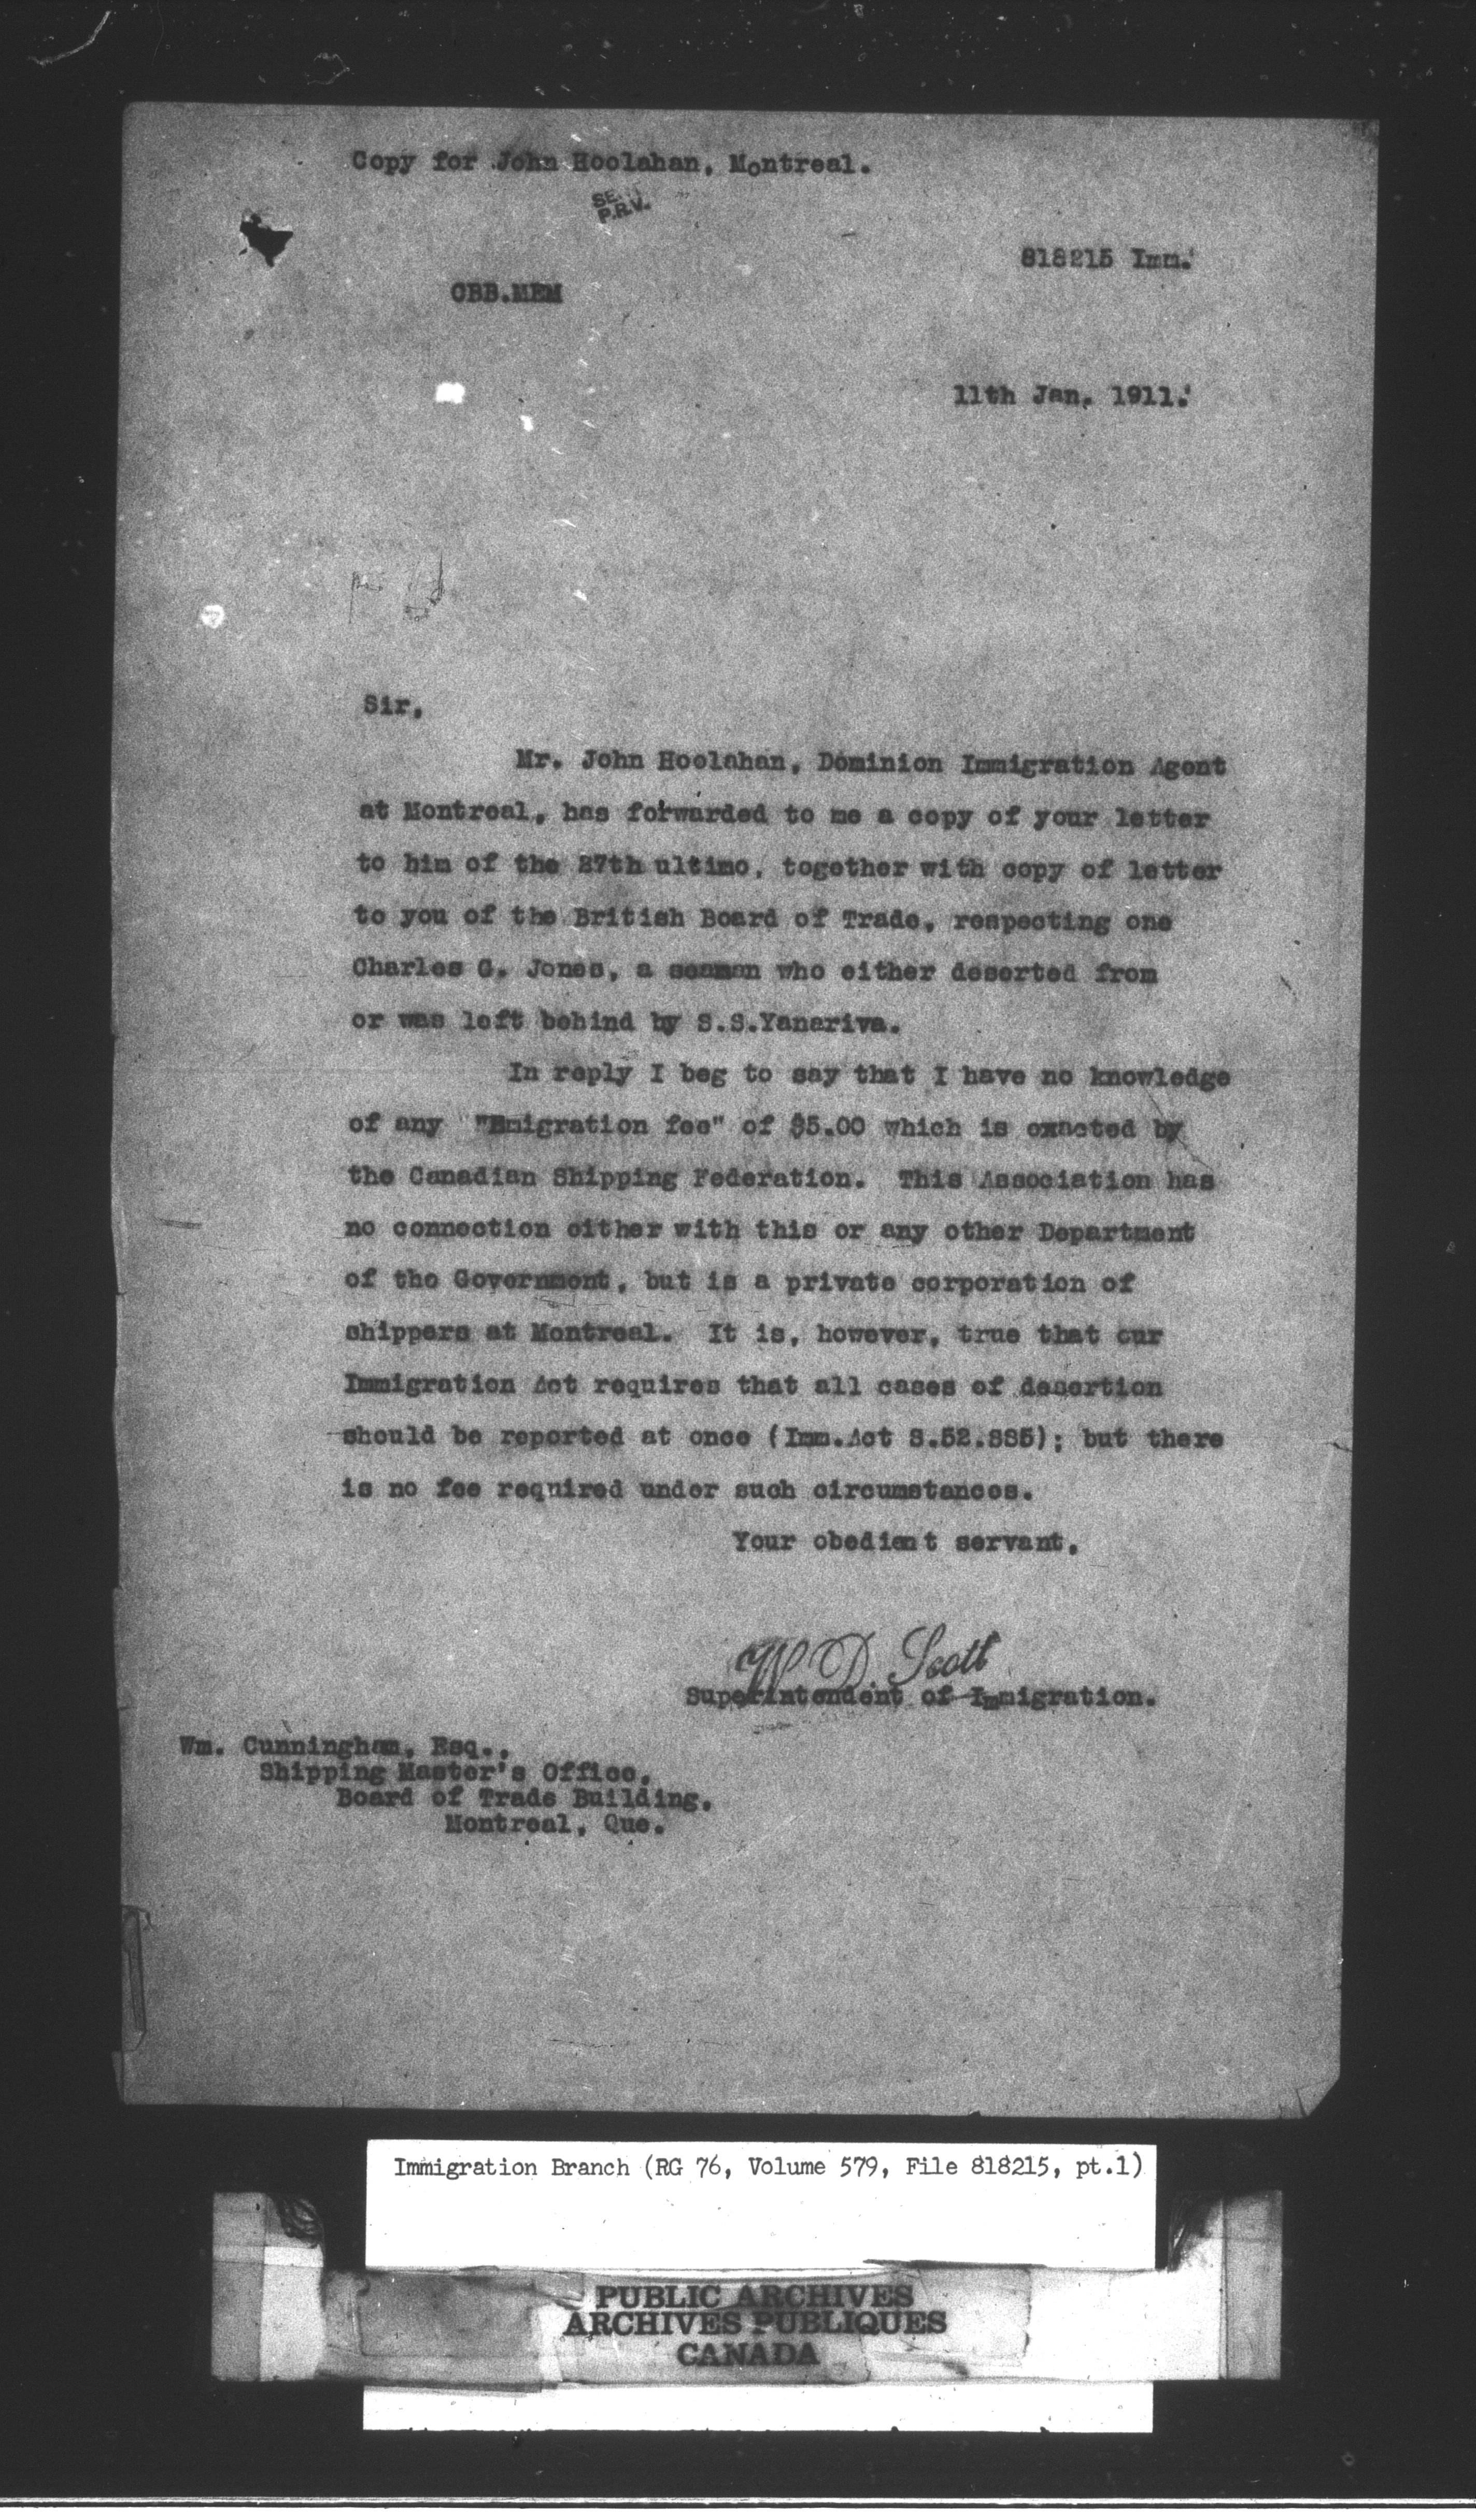 Copy for John Hoolahan, Montreal.
P.R.V.
818215 Imm.
CBB.MEM
11th Jan. 1911.
Sir,
Mr. John Hoolahan, Dominion Immigration Agent
at Montreal, has forwarded to me a copy of your letter
to him of the 27th ultimo, together with copy of letter
to you of the British Board of Trade, respecting one
Charles G. Jones, a seaman who either deserted from
or was left behind by S.S.Yanariva.
In reply I beg to say that I have no knowledge
of any "Emigration fee" of $5.00 which is exacted by
the Canadian Shipping Federation. This Association has
no connection either with this or any other Department
of the Government, but is a private corporation of
shippers at Montreal. It is, however, true that our
Immigration Act requires that all cases of desertion
should be reported at once (Imm.Act S.52.SS5); but there
is no fee required under such circumstances.
Your obedient servant,
W. D. Scott
Superintendent of Immigration.
Wm. Cunningham, Esq.,
Shipping Master's Office,
Board of Trade Building,
Montreal, Que.
Immigration Branch (RG 76, Volume 579, File 818215, pt.1)
PUBLIC ARCHIVES
ARCHIVES PUBLIQUES
CANADA